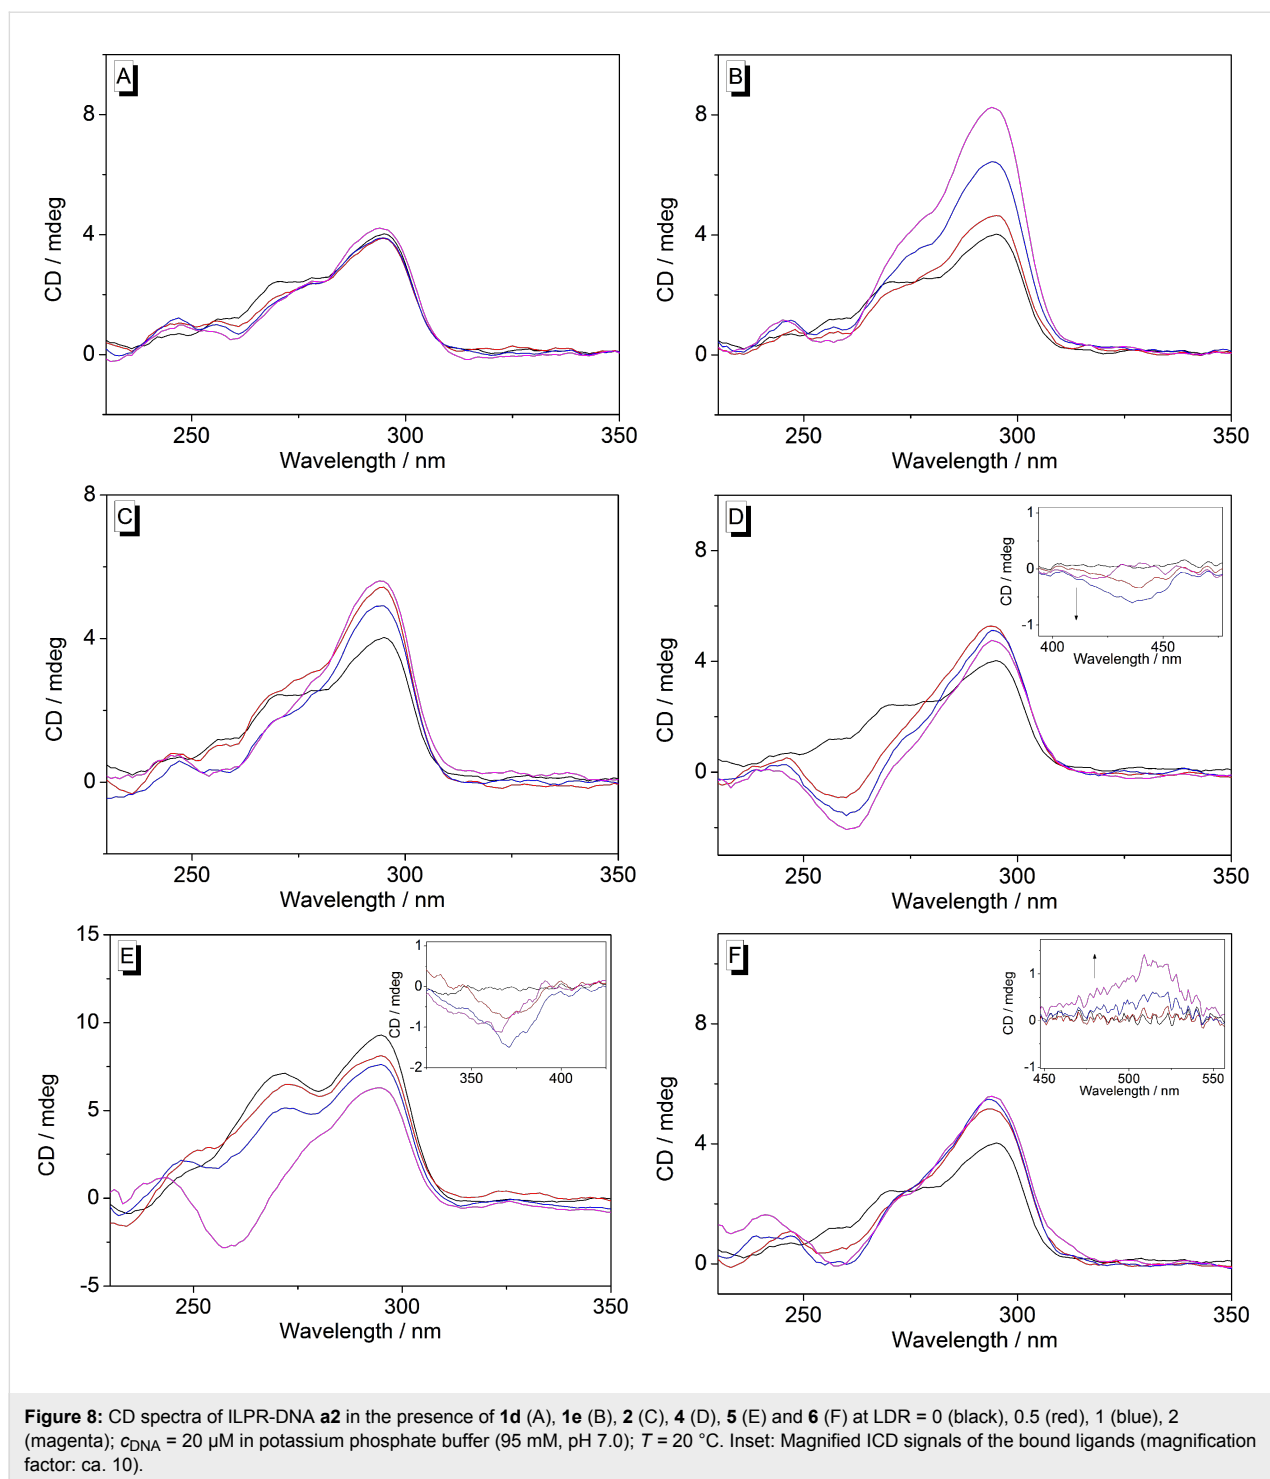 A
8
4
0
CD / mdeg
250
300
350
Wavelength / nm
B
8
4
0
CD / mdeg
250
300
350
Wavelength / nm
C
8
4
0
CD / mdeg
250
300
350
Wavelength / nm
D
8
4
0
CD / mdeg
250
300
350
Wavelength / nm
1
0
-1
CD / mdeg
400
450
Wavelength / nm
E
15
10
5
0
-5
CD / mdeg
250
300
350
Wavelength / nm
1
0
-1
-2
CD / mdeg
350
400
F
8
4
0
CD / mdeg
250
300
350
Wavelength / nm
1
0
-1
CD / mdeg
450
500
550
Wavelength / nm
Figure 8: CD spectra of ILPR-DNA a2 in the presence of 1d (A), 1e (B), 2 (C), 4 (D), 5 (E) and 6 (F) at LDR = 0 (black), 0.5 (red), 1 (blue), 2
(magenta); cDNA = 20 µM in potassium phosphate buffer (95 mM, pH 7.0); T = 20 °C. Inset: Magnified ICD signals of the bound ligands (magnification
factor: ca. 10).